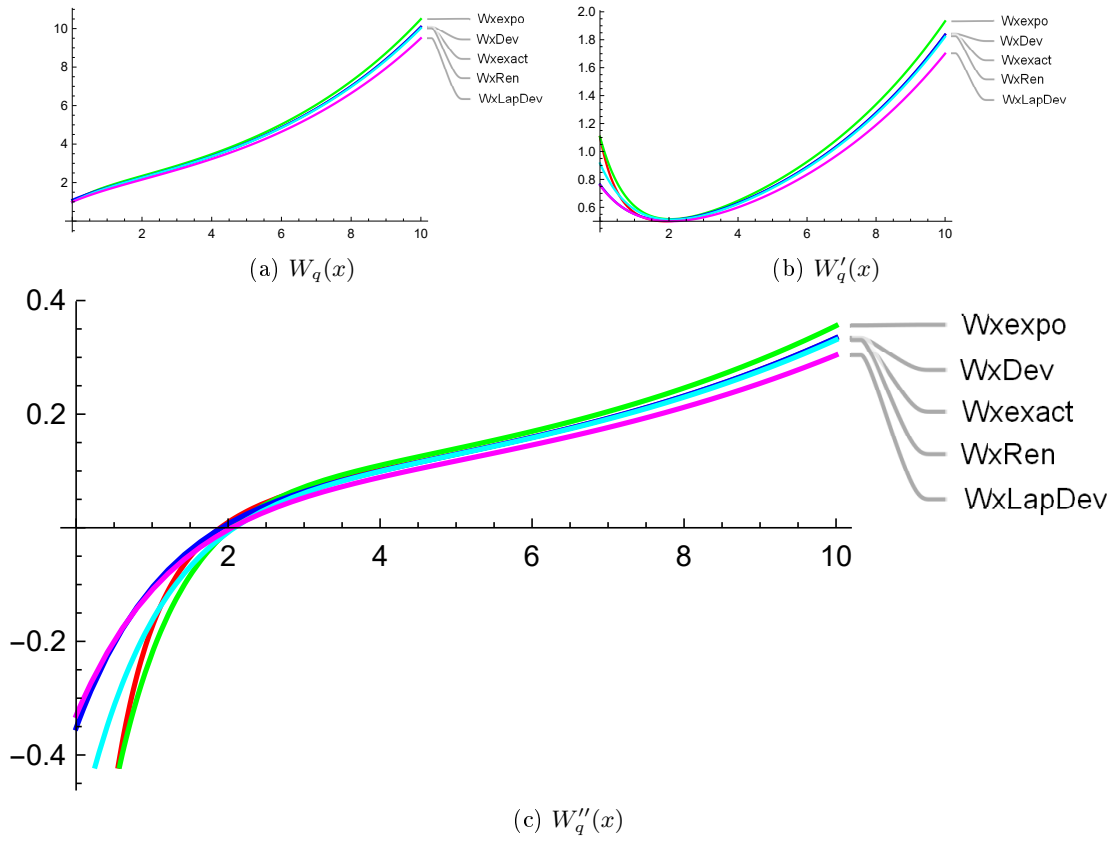 10
8
6
4
2
2 4 6 8 10
Wxexpo
WxDev
Wxexact
WxRen
WxLapDev
(a) W_q(x)
2.0
1.8
1.6
1.4
1.2
1.0
0.8
0.6
2 4 6 8 10
Wxexpo
WxDev
Wxexact
WxRen
WxLapDev
(b) W'_q(x)
0.4
0.2
−0.2
−0.4
2 4 6 8 10
Wxexpo
WxDev
Wxexact
WxRen
WxLapDev
(c) W''_q(x)